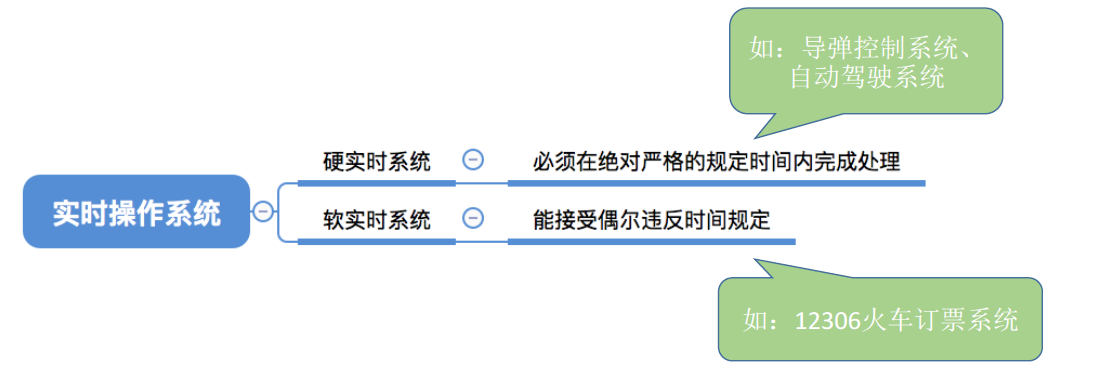 如：导弹控制系统、
自动驾驶系统
硬实时系统
必须在绝对严格的规定时间内完成处理
实时操作系统
软实时系统
能接受偶尔违反时间规定
如：12306火车订票系统